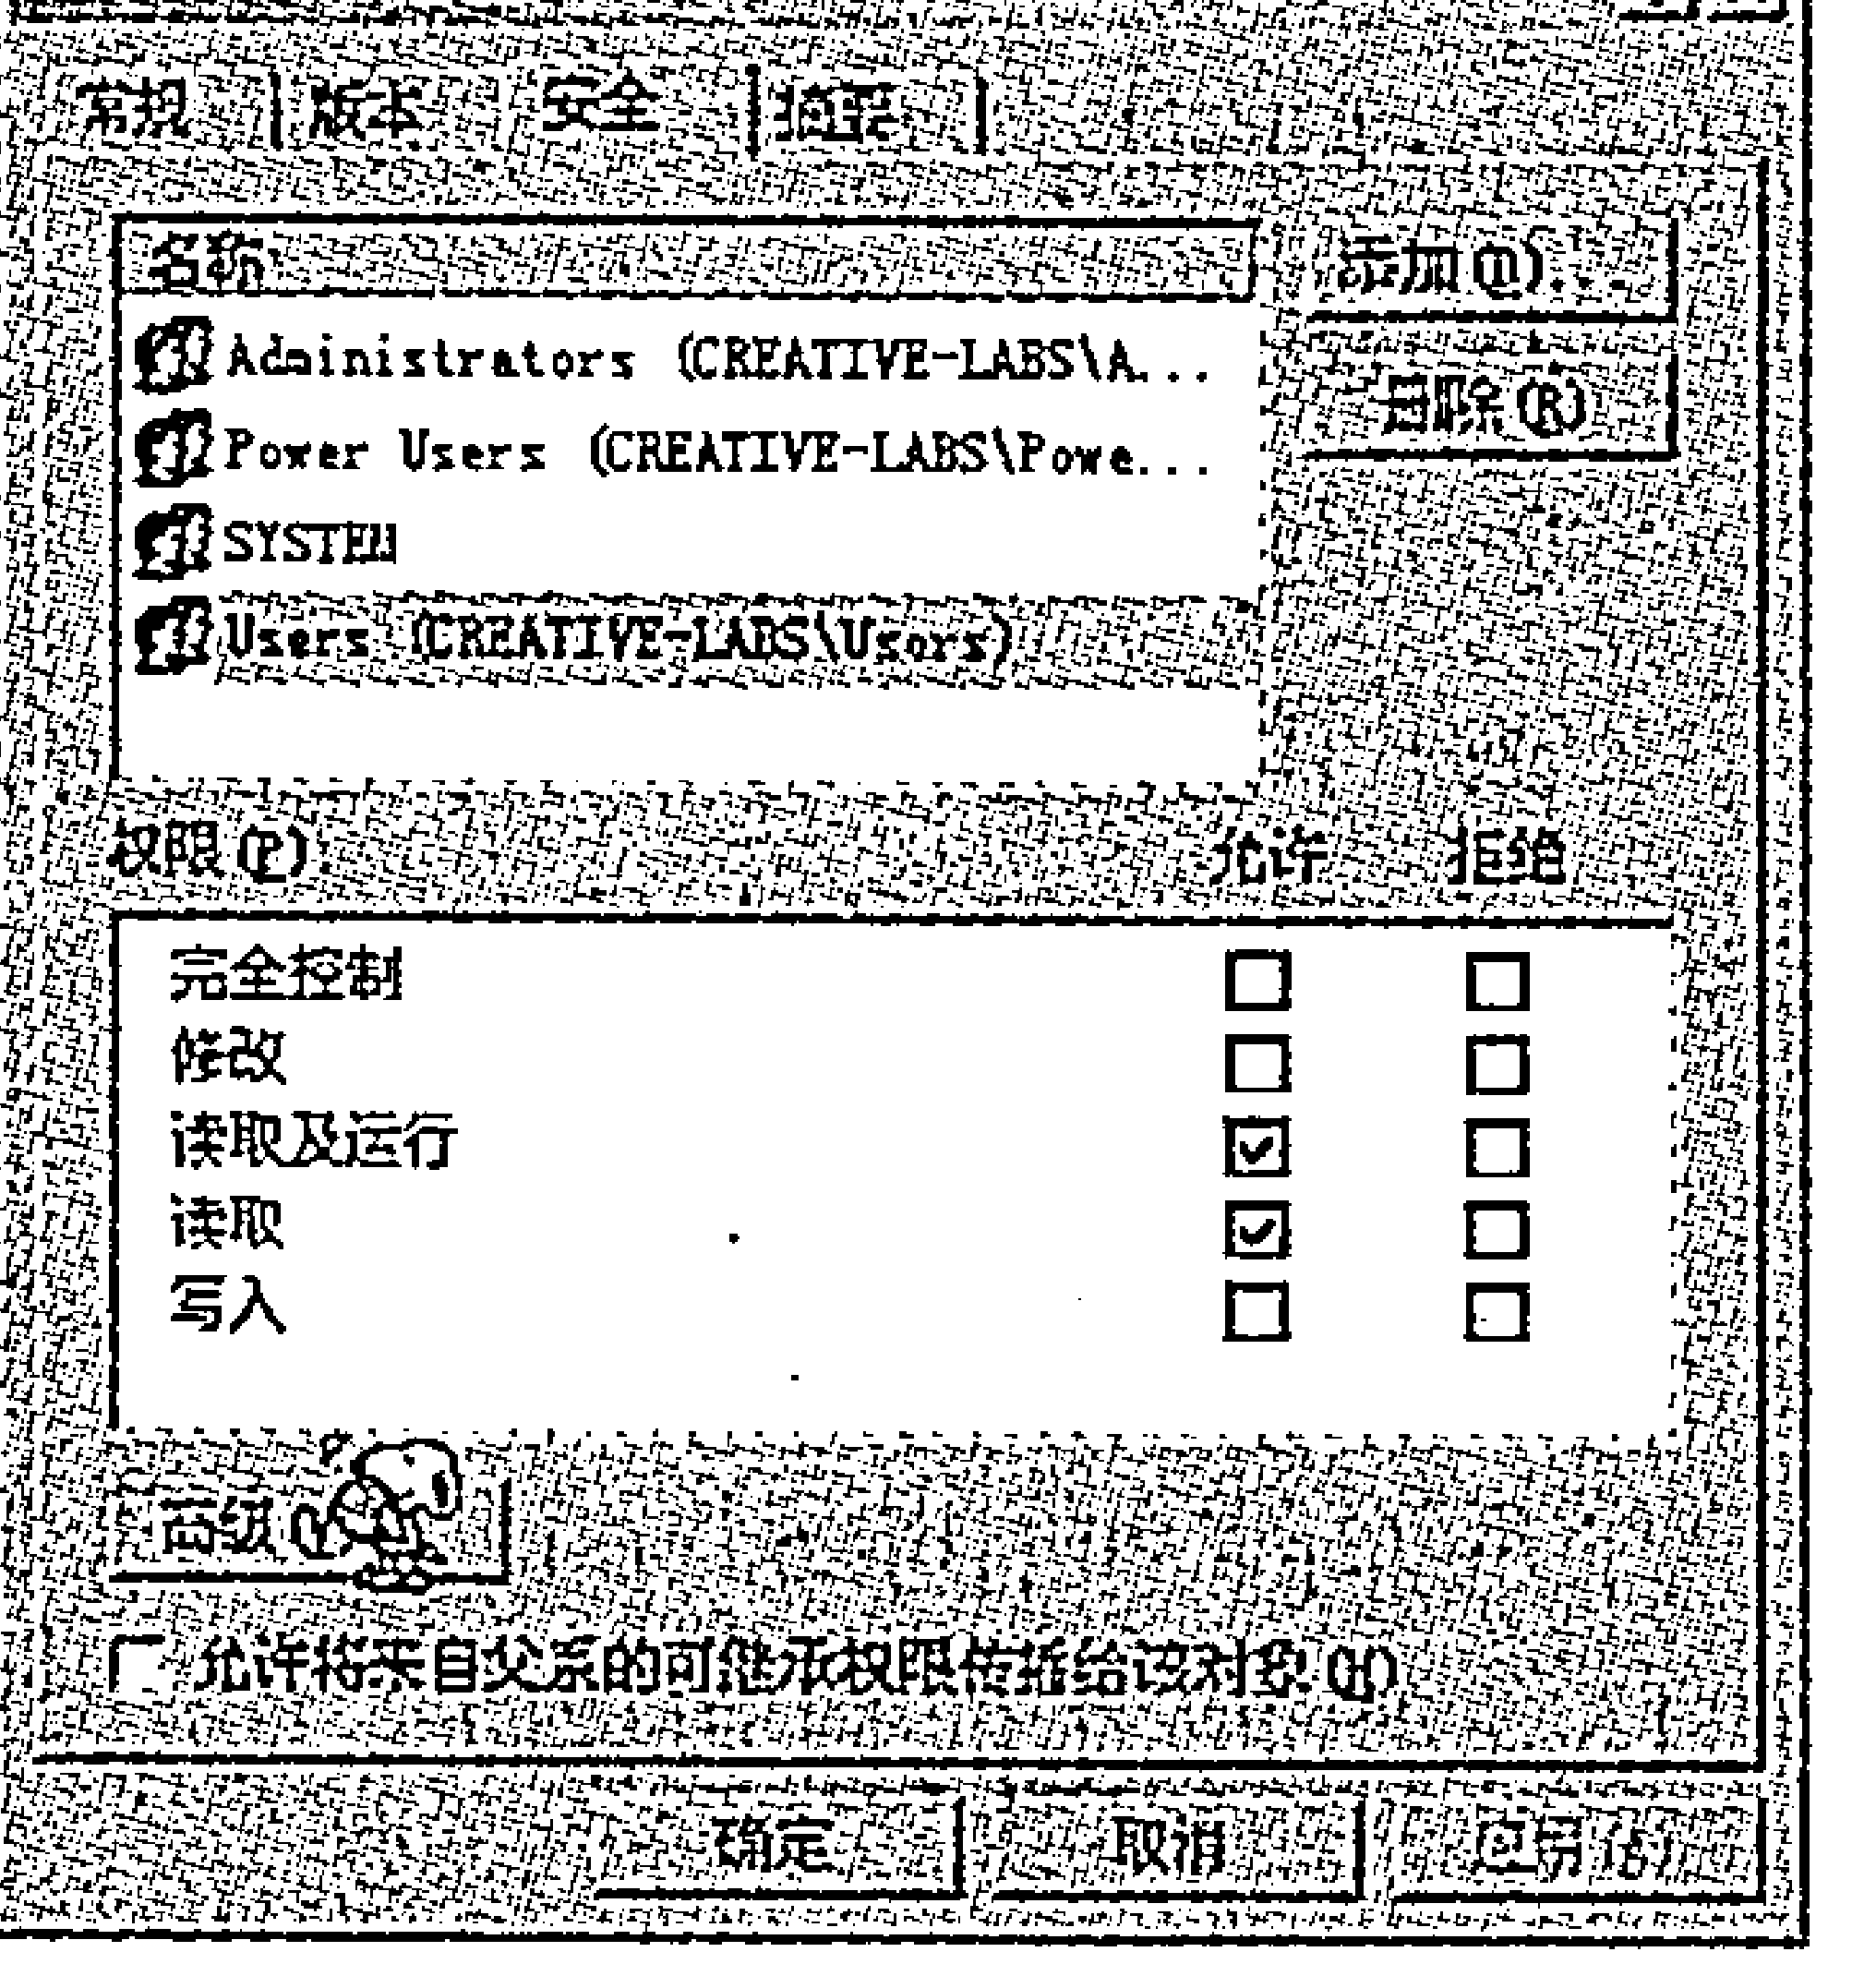 常规 版本 安全 摘要
名称
添加(D)...
Administrators (CREATIVE-LABS\A...
删除(R)
Power Users (CREATIVE-LABS\Powe...
SYSTEM
Users (CREATIVE-LABS\Users)
权限(P): 允许 拒绝
完全控制
修改
读取及运行
读取
写入
高级
允许将来自父系的可继承权限传播给该对象(H)
确定 取消 应用(A)